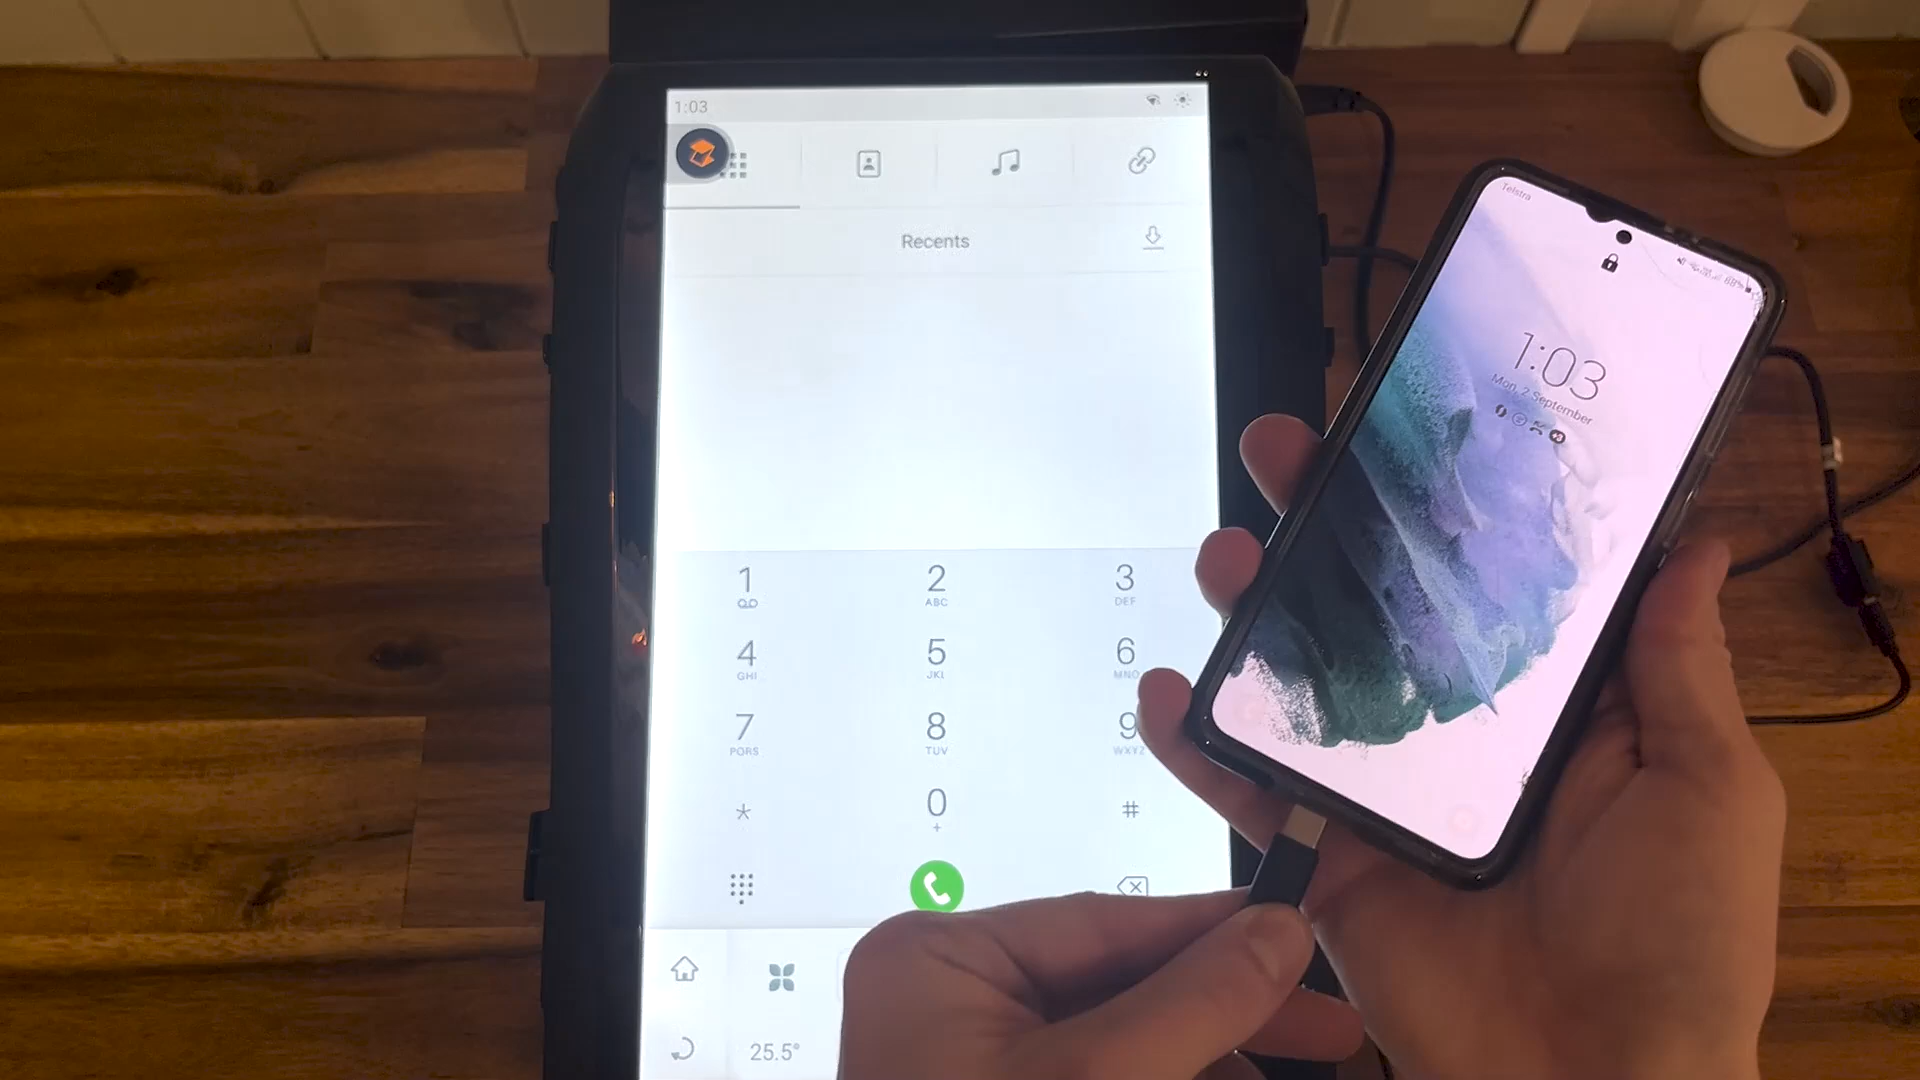 1:03
Recents
1
2
ABC
3
DEF
4
GHI
5
JKL
6
MNO
7
PQRS
8
TUV
9
WXYZ
*
0
+
#
25.5°
Telstra
88%
1:03
Mon, 2 September